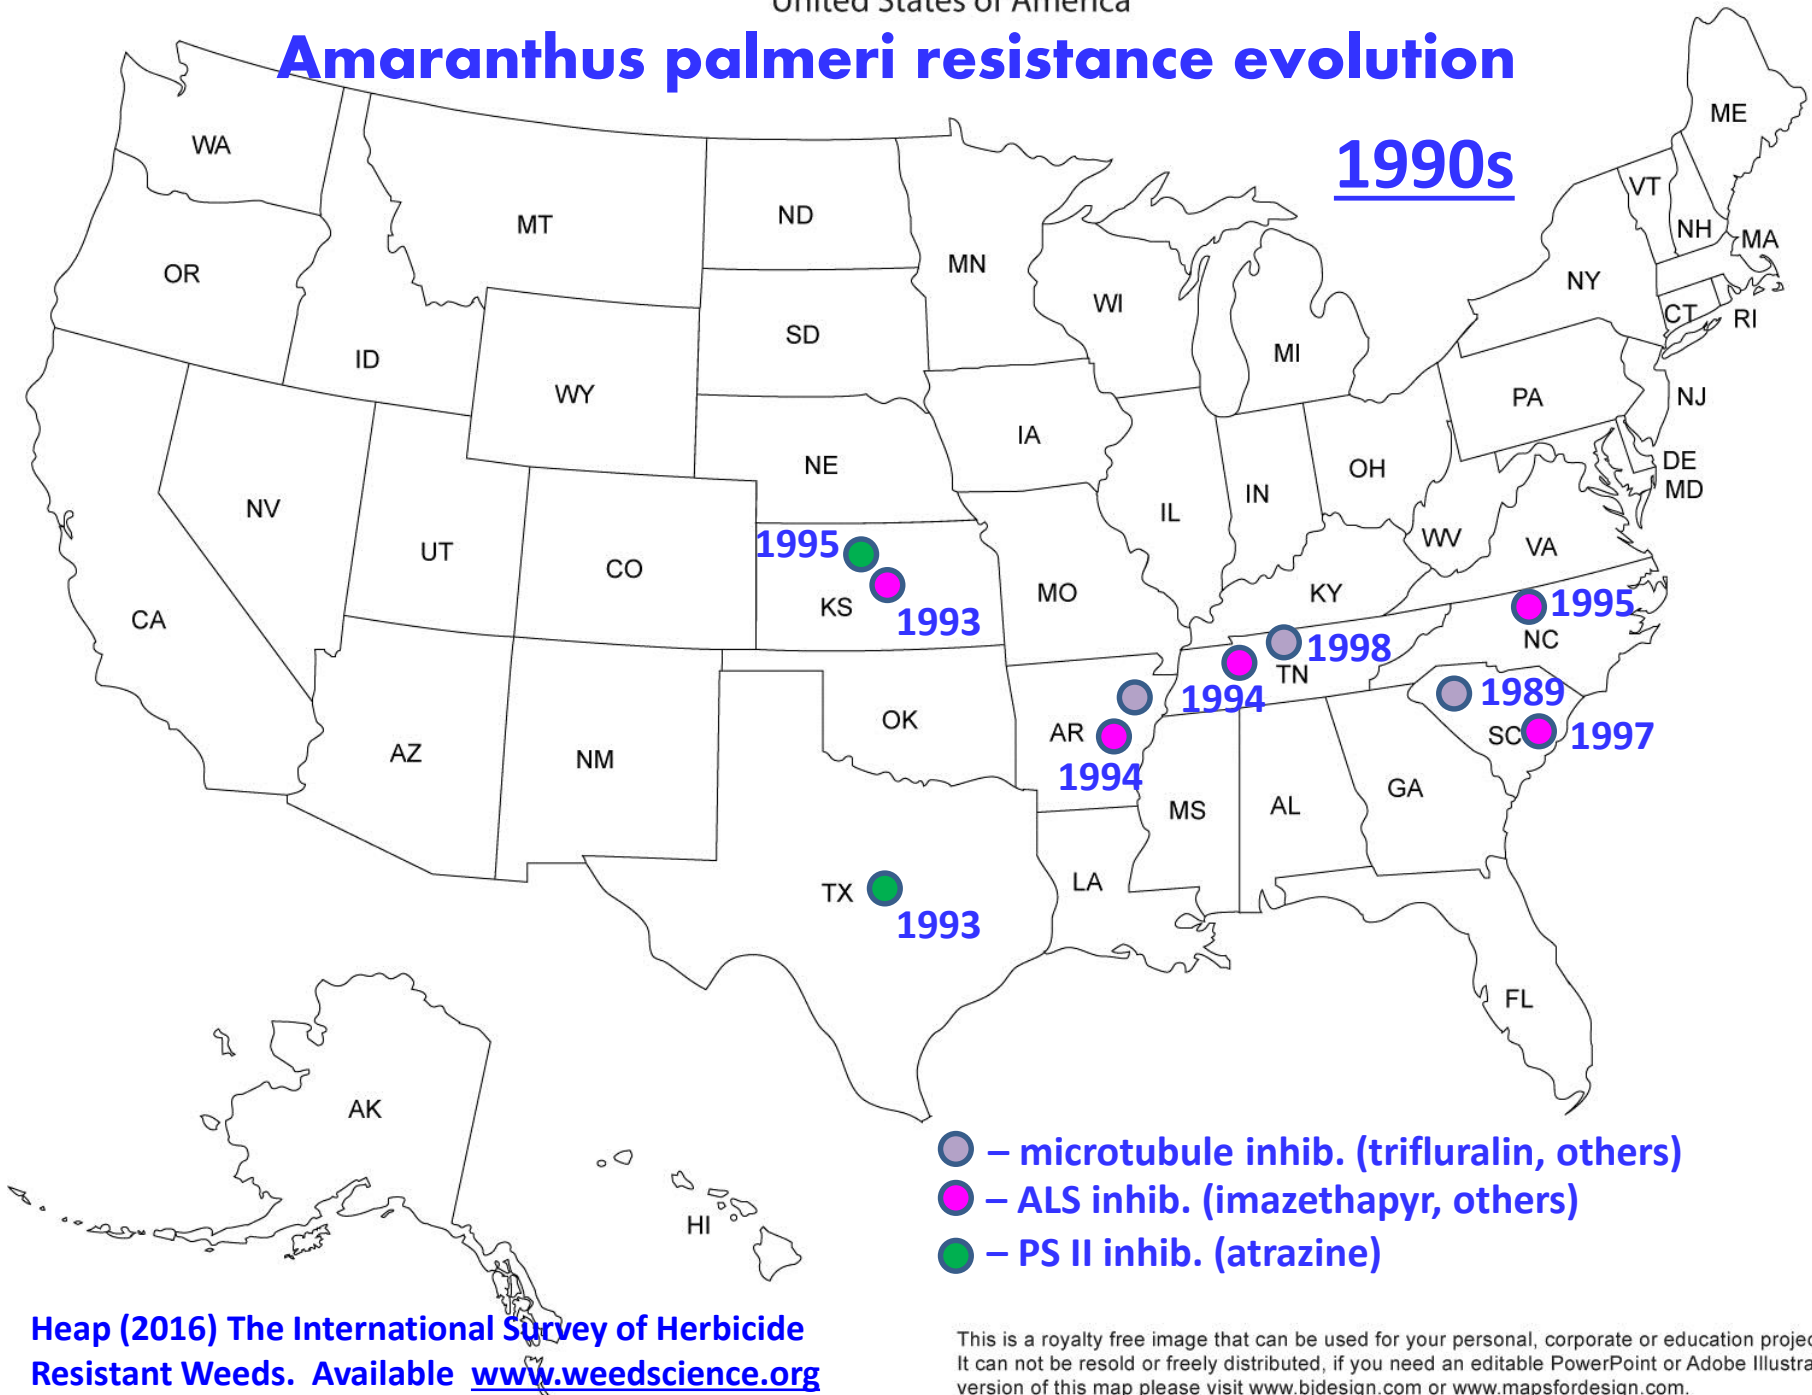 United States of America
Amaranthus palmeri resistance evolution
1990s
WA
ME
MT
ND
VT
NH
MA
OR
MN
NY
WI
CT
RI
ID
SD
MI
WY
PA
NJ
IA
NE
OH
DE
MD
NV
IN
IL
UT
CO
1995
WV
VA
KS
1993
MO
KY
1995
CA
NC
1998
TN
1994
1989
AZ
NM
OK
AR
1994
SC
1997
MS
AL
GA
TX
1993
LA
FL
AK
HI
– microtubule inhib. (trifluralin, others)
– ALS inhib. (imazethapyr, others)
– PS II inhib. (atrazine)
Heap (2016) The International Survey of Herbicide
Resistant Weeds. Available www.weedscience.org
This is a royalty free image that can be used for your personal, corporate or education projec
It can not be resold or freely distributed, if you need an editable PowerPoint or Adobe Illustra
version of this map please visit www.bjdesign.com or www.mapsfordesign.com.